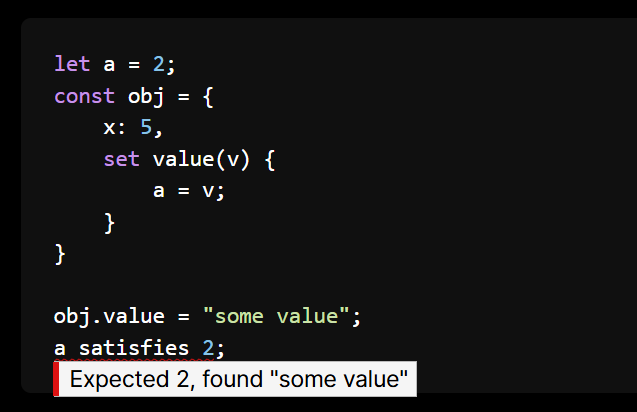 let a = 2;
const obj = {
    x: 5,
    set value(v) {
        a = v;
    }
}

obj.value = "some value";
a satisfies 2;
Expected 2, found "some value"